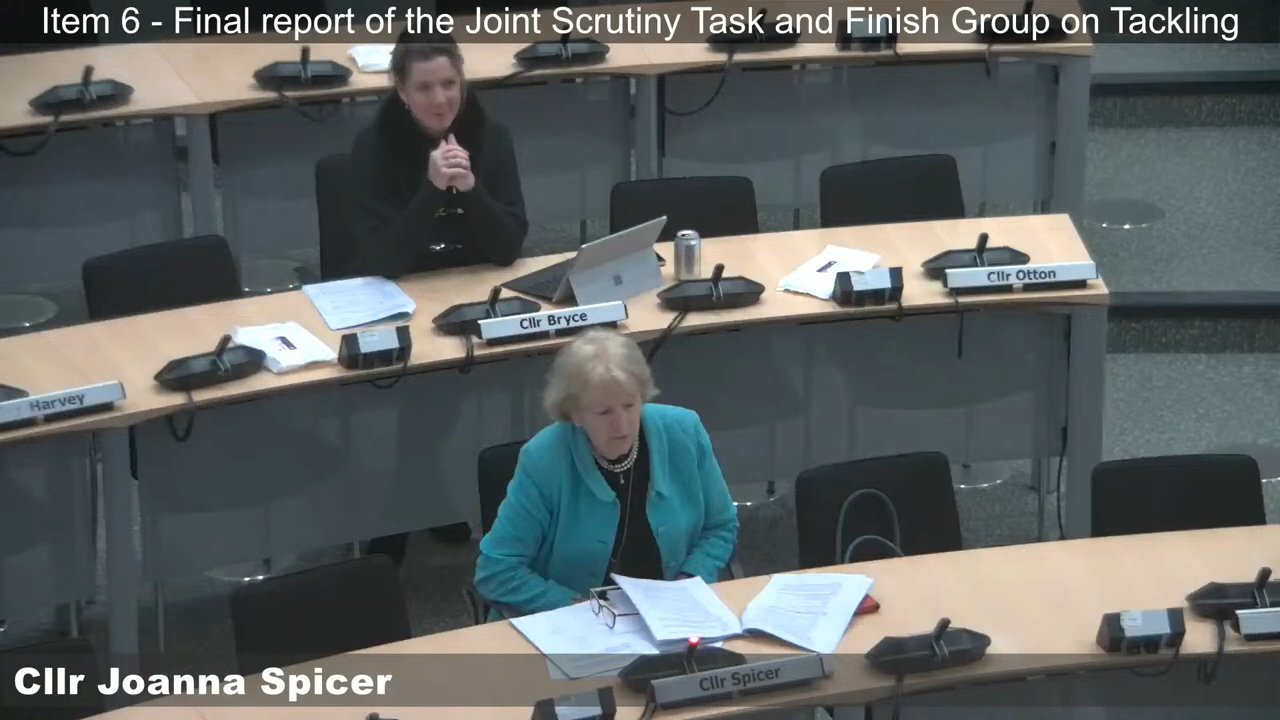 Item 6 - Final report of the Joint Scrutiny Task and Finish Group on Tackling
Cllr Otton
Cllr Bryce
Harvey
Cllr Spicer
Cllr Joanna Spicer